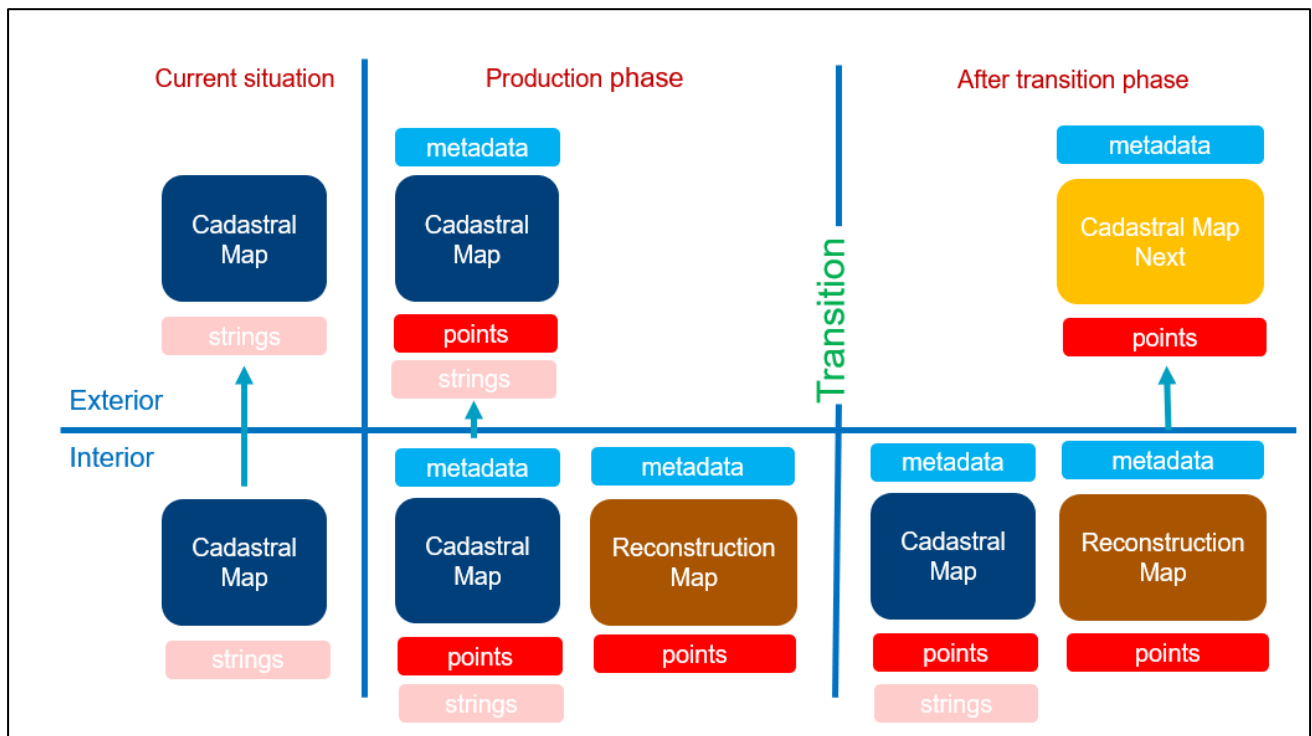 Current situation
Production phase
After transition phase
metadata
metadata
Cadastral
Map
Cadastral
Map
Cadastral Map
Next
strings
points
points
strings
Transition
Exterior
Interior
metadata
metadata
metadata
metadata
Cadastral
Map
Cadastral
Map
Reconstruction
Map
Cadastral
Map
Reconstruction
Map
strings
points
points
points
points
strings
strings